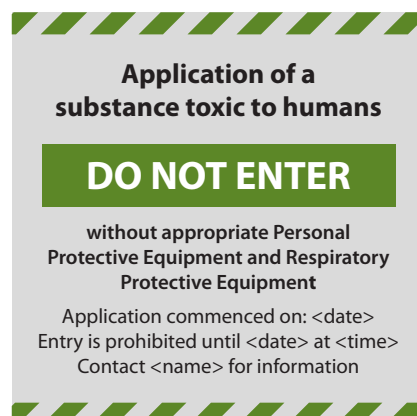 Application of a
substance toxic to humans
DO NOT ENTER
without appropriate Personal
Protective Equipment and Respiratory
Protective Equipment
Application commenced on: <date>
Entry is prohibited until <date> at <time>
Contact <name> for information